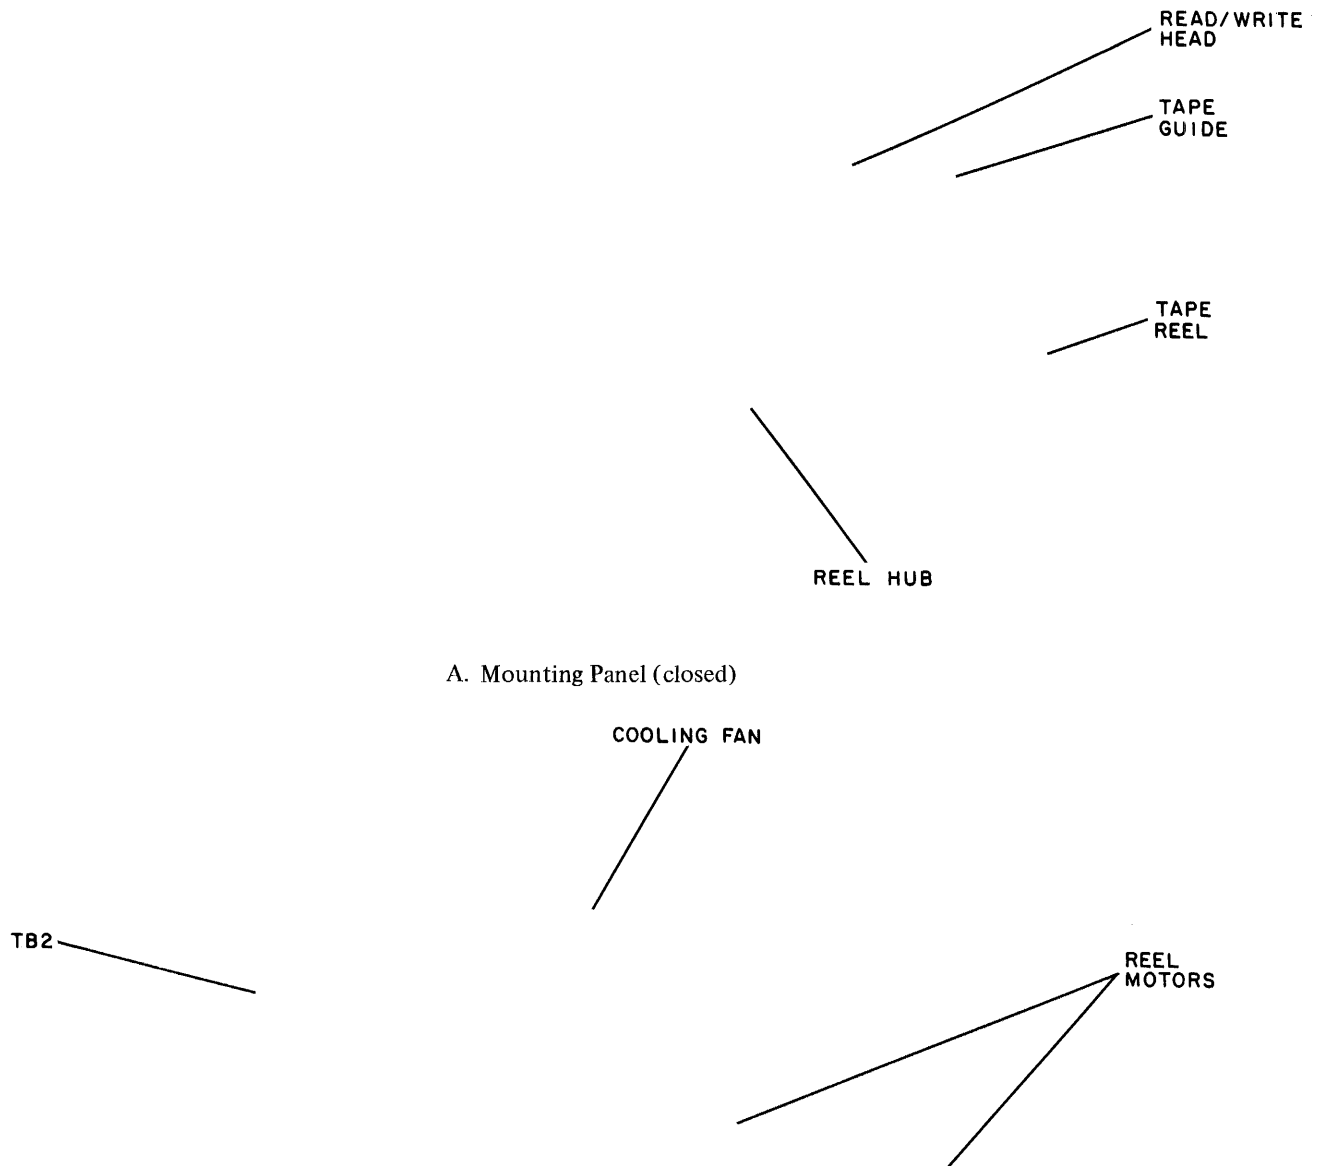 READ/WRITE
HEAD
TAPE
GUIDE
TAPE
REEL
REEL HUB
A. Mounting Panel (closed)
COOLING FAN
TB2
REEL
MOTORS